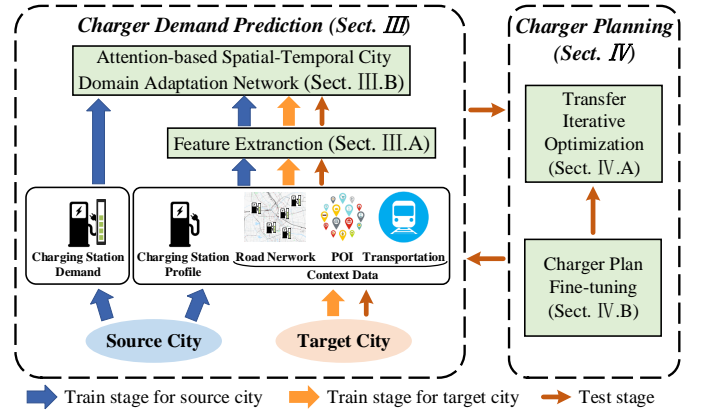 Charger Demand Prediction (Sect. Ⅲ)
Attention-based Spatial-Temporal City
Domain Adaptation Network (Sect. Ⅲ.B)
Feature Extranction (Sect. Ⅲ.A)
Charging Station
Demand
Charging Station
Profile
Road Network
POI
Transportation
Context Data
Source City
Target City
Charger Planning
(Sect. Ⅳ)
Transfer
Iterative
Optimization
(Sect. Ⅳ.A)
Charger Plan
Fine-tuning
(Sect. Ⅳ.B)
Train stage for source city
Train stage for target city
Test stage